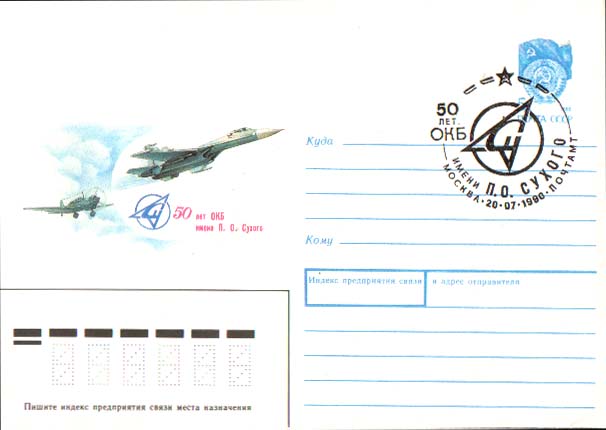 50 лет ОКБ
имени П. О. Сухого
Куда
Кому
Индекс предприятия связи и адрес отправителя
Пишите индекс предприятия связи места назначения
ПОЧТА СССР
50
ЛЕТ
ОКБ
ИМЕНИ П.О. СУХОГО
МОСКВА · 20-07-1990 · ПОЧТАМТ